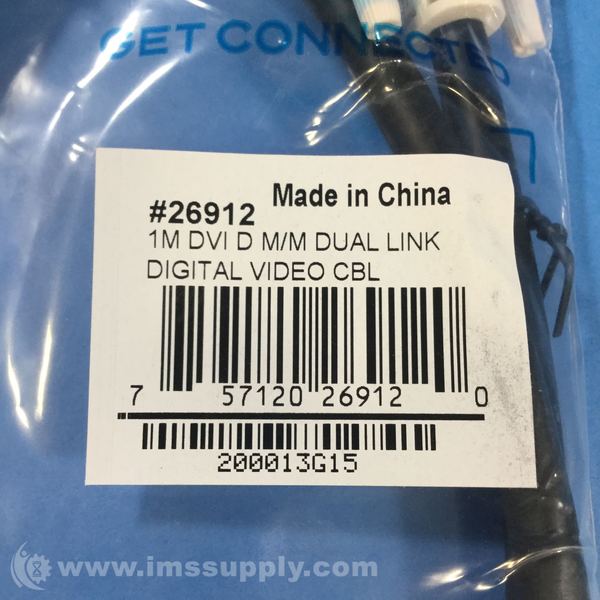 GET CONNECTED
Made in China
#26912
1M DVI D M/M DUAL LINK
DIGITAL VIDEO CBL
7 57120 26912 0
200013G15
www.imssupply.com